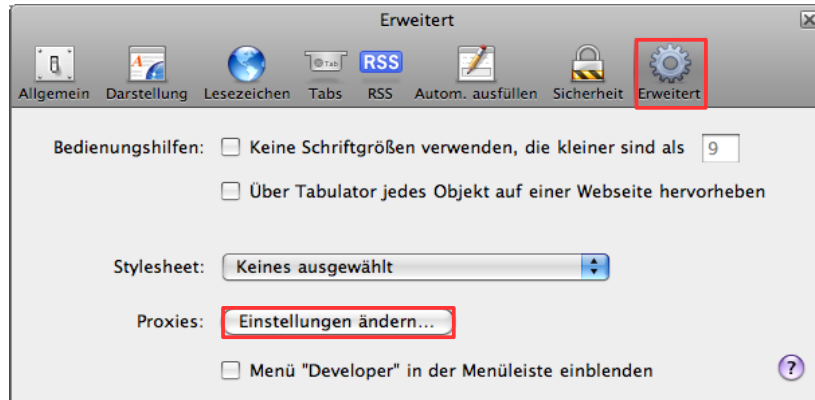 Erweitert
A
Tab
RSS
Allgemein Darstellung Lesezeichen Tabs RSS Autom. ausfüllen Sicherheit Erweitert
Bedienungshilfen: Keine Schriftgrößen verwenden, die kleiner sind als 9
Über Tabulator jedes Objekt auf einer Webseite hervorheben
Stylesheet: Keines ausgewählt
Proxies: Einstellungen ändern...
Menü "Developer" in der Menüleiste einblenden ?